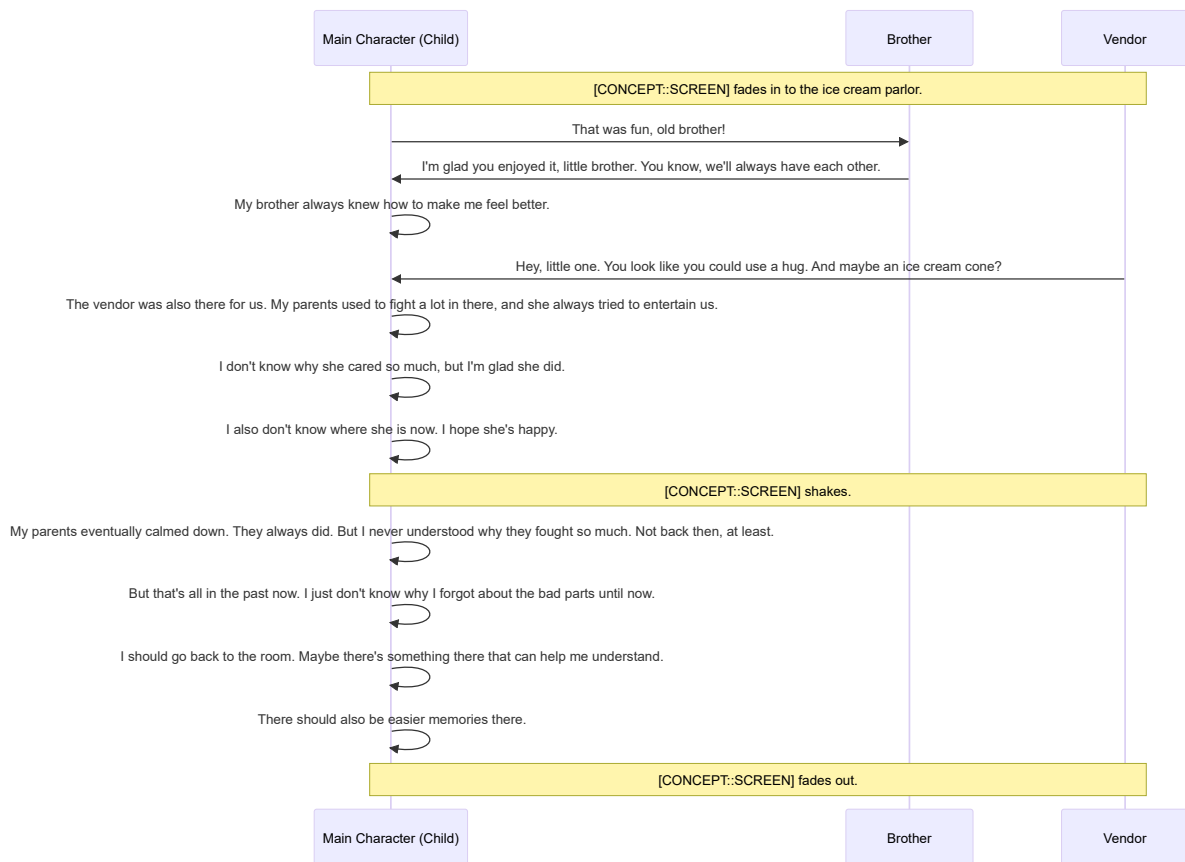 Main Character (Child)
Brother
Vendor
[CONCEPT::SCREEN] fades in to the ice cream parlor.
That was fun, old brother!
I'm glad you enjoyed it, little brother. You know, we'll always have each other.
My brother always knew how to make me feel better.
Hey, little one. You look like you could use a hug. And maybe an ice cream cone?
The vendor was also there for us. My parents used to fight a lot in there, and she always tried to entertain us.
I don't know why she cared so much, but I'm glad she did.
I also don't know where she is now. I hope she's happy.
[CONCEPT::SCREEN] shakes.
My parents eventually calmed down. They always did. But I never understood why they fought so much. Not back then, at least.
But that's all in the past now. I just don't know why I forgot about the bad parts until now.
I should go back to the room. Maybe there's something there that can help me understand.
There should also be easier memories there.
[CONCEPT::SCREEN] fades out.
Main Character (Child)
Brother
Vendor